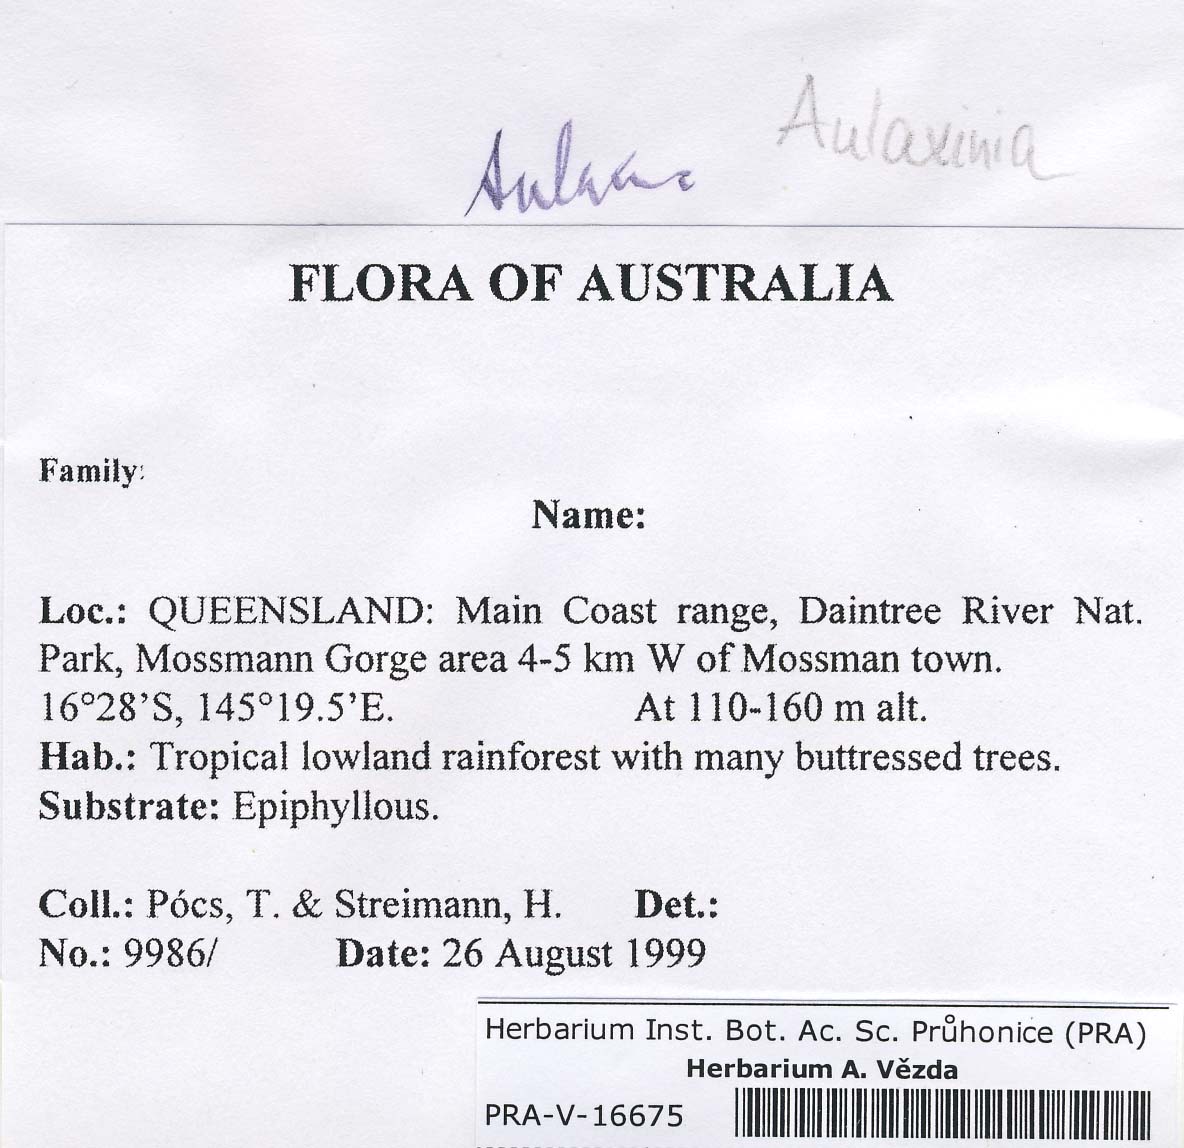 Aulaxinia
FLORA OF AUSTRALIA
Family:
Name:
Loc.: QUEENSLAND: Main Coast range, Daintree River Nat.
Park, Mossmann Gorge area 4-5 km W of Mossman town.
16°28'S, 145°19.5'E. At 110-160 m alt.
Hab.: Tropical lowland rainforest with many buttressed trees.
Substrate: Epiphyllous.
Coll.: Pócs, T. & Streimann, H. Det.:
No.: 9986/ Date: 26 August 1999
Herbarium Inst. Bot. Ac. Sc. Průhonice (PRA)
Herbarium A. Vězda
PRA-V-16675